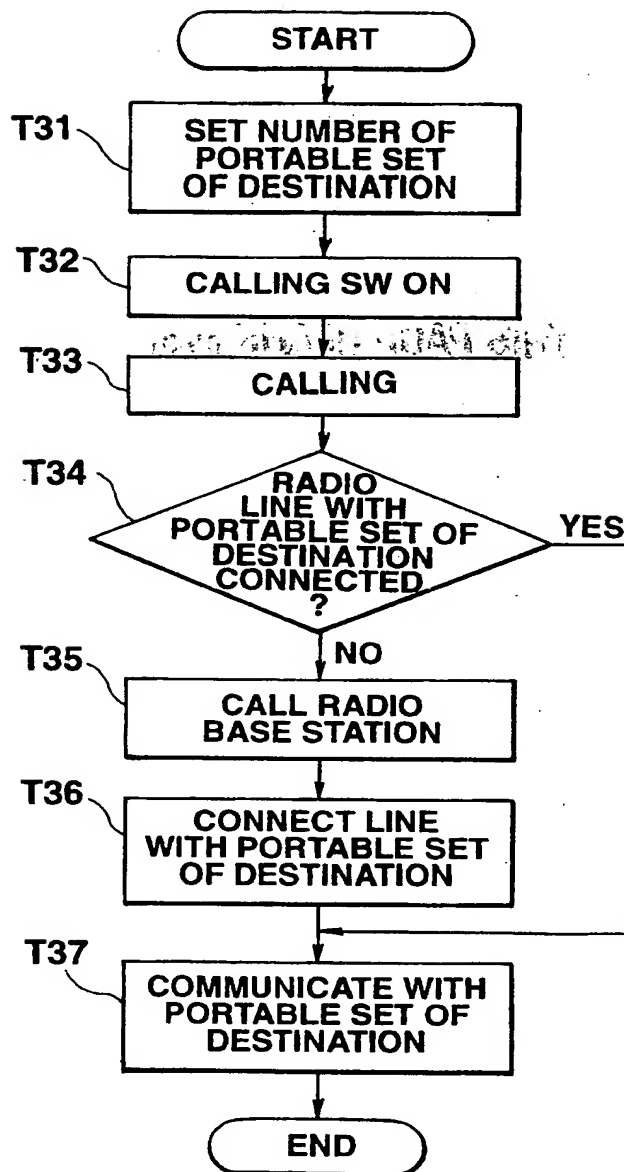 START
T31
SET NUMBER OF
PORTABLE SET
OF DESTINATION
T32
CALLING SW ON
T33
CALLING
T34
RADIO
LINE WITH
PORTABLE SET OF
DESTINATION
CONNECTED
?
YES
NO
T35
CALL RADIO
BASE STATION
T36
CONNECT LINE
WITH PORTABLE SET
OF DESTINATION
T37
COMMUNICATE WITH
PORTABLE SET OF
DESTINATION
END